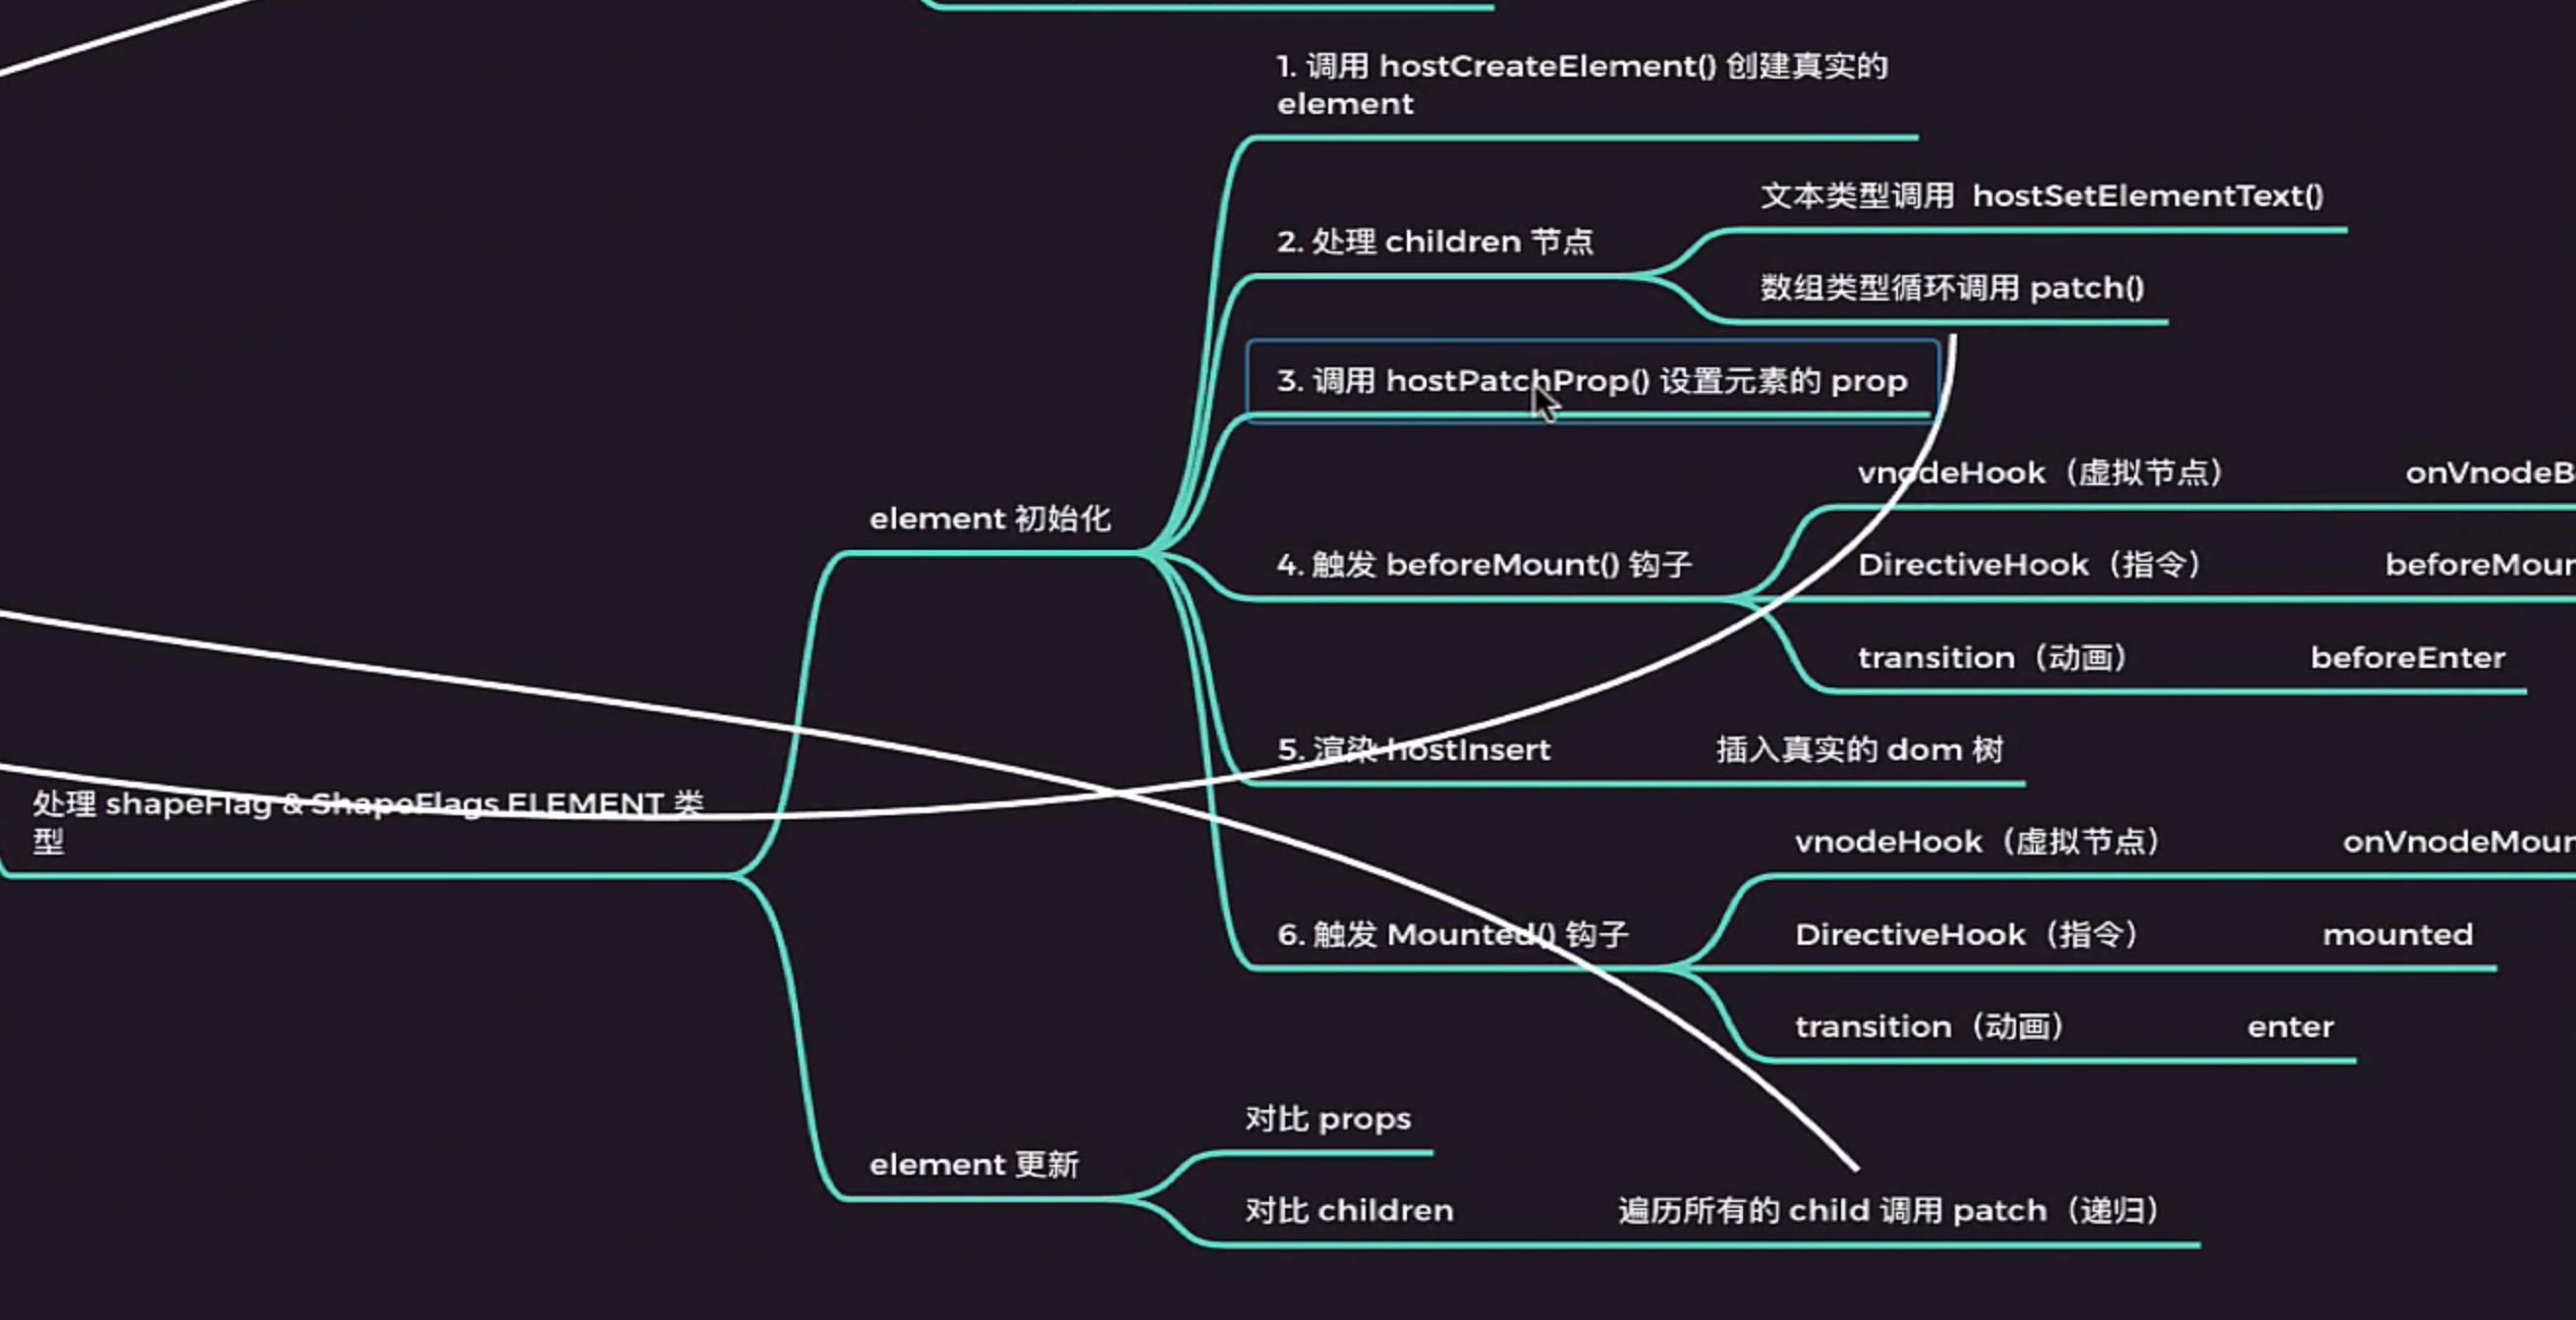 1. 调用 hostCreateElement() 创建真实的
element
2. 处理 children 节点
文本类型调用 hostSetElementText()
数组类型循环调用 patch()
3. 调用 hostPatchProp() 设置元素的 prop
element 初始化
4. 触发 beforeMount() 钩子
vnodeHook（虚拟节点）
onVnodeB
DirectiveHook（指令）
beforeMoun
transition（动画）
beforeEnter
5. 渲染 hostInsert
插入真实的 dom 树
处理 shapeFlag & ShapeFlags.ELEMENT 类
型
6. 触发 Mounted() 钩子
vnodeHook（虚拟节点）
onVnodeMoun
DirectiveHook（指令）
mounted
transition（动画）
enter
element 更新
对比 props
对比 children
遍历所有的 child 调用 patch（递归）